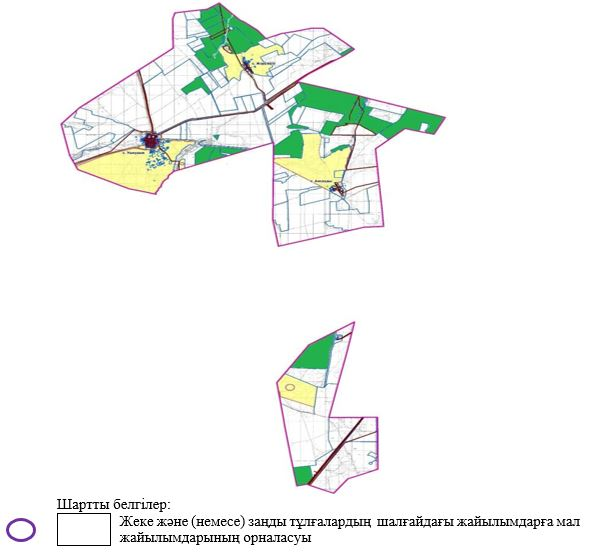 Шартты белгілер:
Жеке және (немесе) заңды тұлғалардың шалғайдағы жайылымдарға мал
жайылымдарының орналасуы